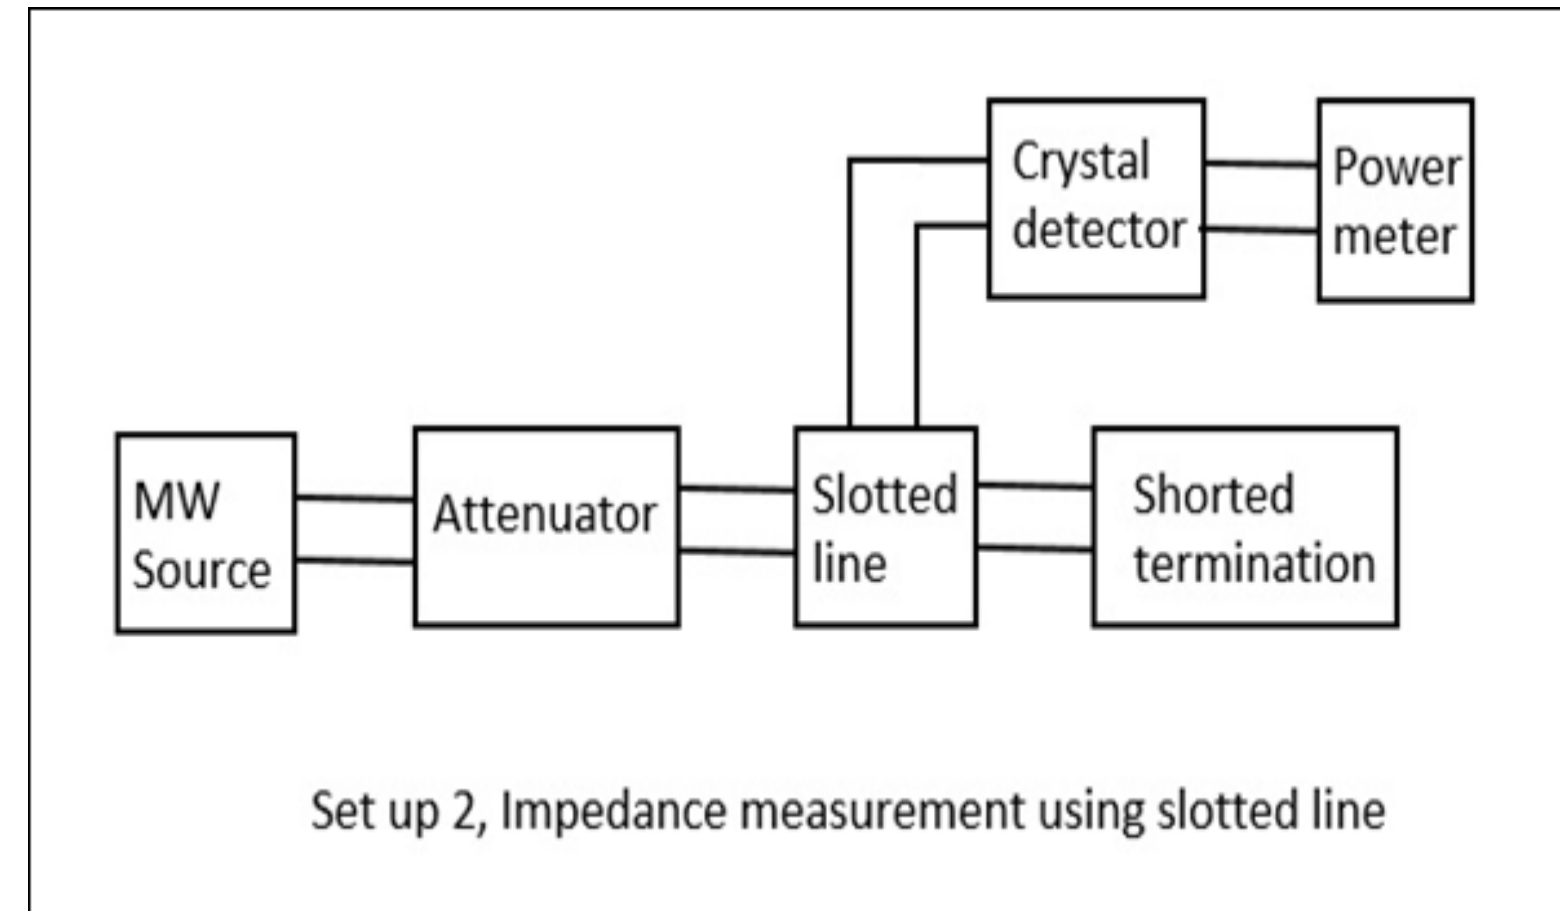 Crystal
detector
Power
meter
MW
Source
Attenuator
Slotted
line
Shorted
termination
Set up 2, Impedance measurement using slotted line